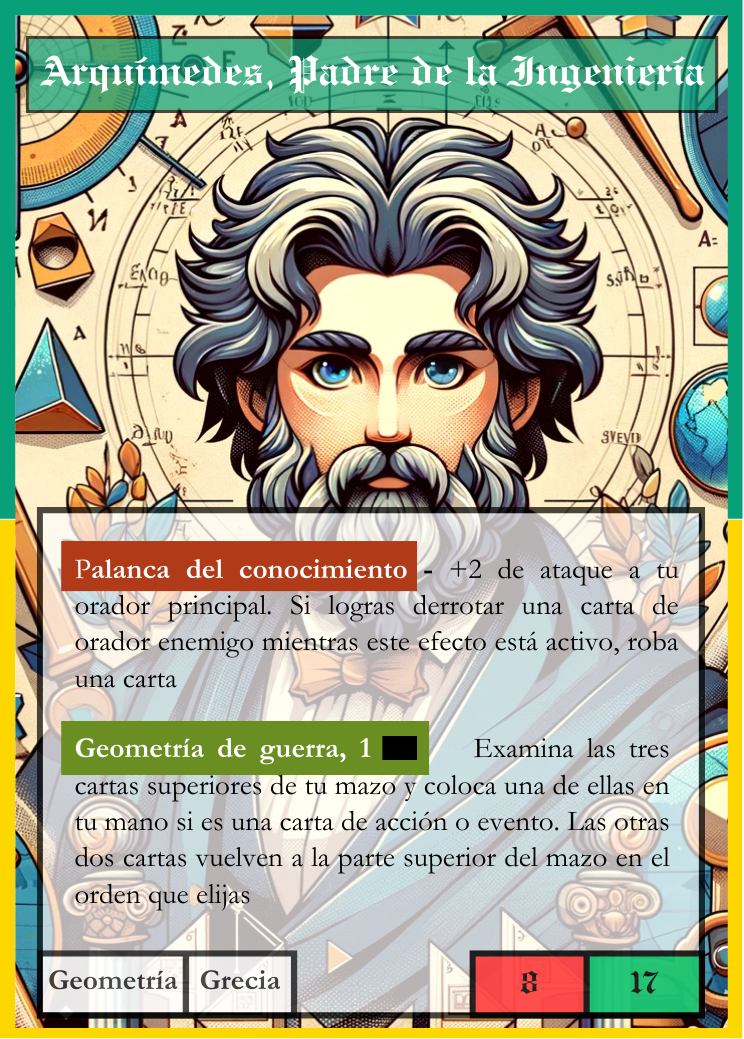 Arquímedes, Padre de la Ingeniería
Palanca del conocimiento - +2 de ataque a tu
orador principal. Si logras derrotar una carta de
orador enemigo mientras este efecto está activo, roba
una carta
Geometría de guerra, 1 Examina las tres
cartas superiores de tu mazo y coloca una de ellas en
tu mano si es una carta de acción o evento. Las otras
dos cartas vuelven a la parte superior del mazo en el
orden que elijas
Geometría Grecia 8 17